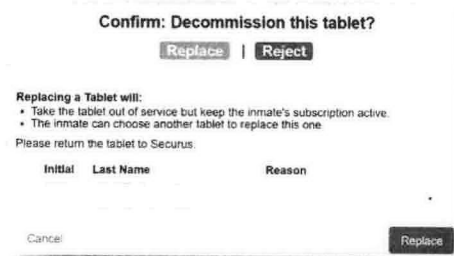 Confirm: Decommission this tablet?
Replace | Reject
Replacing a Tablet will:
• Take the tablet out of service but keep the inmate's subscription active.
• The inmate can choose another tablet to replace this one
Please return the tablet to Securus.
Initial Last Name Reason
Cancel Replace